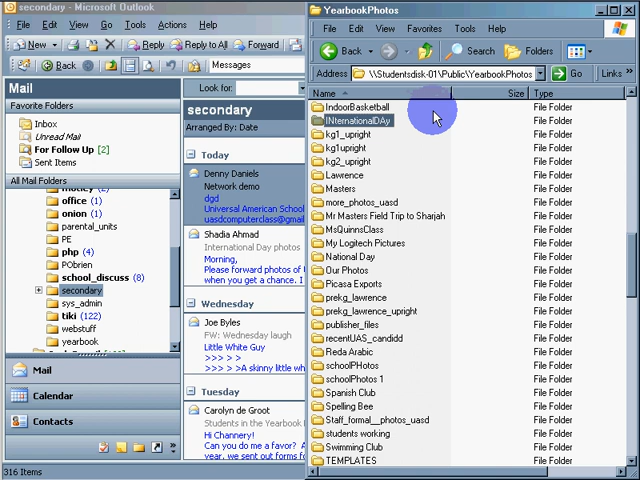 secondary - Microsoft Outlook
File Edit View Go Tools Actions
New Reply Reply to All Forward
Back Messages
Mail
Favorite Folders
Inbox
Unread Mail
For Follow Up [2]
Sent Items
All Mail Folders
motley (2)
office (1)
onion (1)
parental_units
PE
php (4)
PObrien
school_discuss (8)
secondary
sys_admin
tiki (122)
webstuff
yearbook
Mail
Calendar
Contacts
316 Items
Look for:
secondary
Arranged By: Date
Today
Denny Daniels
Network demo
dgd
Universal American School
uasdcomputerclass@gmail
Shadia Ahmad
International Day photos
Morning,
Please forward photos of
when you get a chance. I
Wednesday
Joe Byles
FW: Wednesday laugh
Little White Guy
> > > > >
> > > > >A skinny little w
Tuesday
Carolyn de Groot
Students in the Yearbook
Hi Channery!
Can you do me a favor?
year, we sent out forms fo
YearbookPhotos
File Edit View Favorites Tools Help
Back Search Folders
Address \\Studentsdisk-01\Public\YearbookPhotos Go Links »
Name Size Type
IndoorBasketball File Folder
INternationalDAy File Folder
kg1_upright File Folder
kg1upright File Folder
kg2_upright File Folder
Lawrence File Folder
Masters File Folder
more_photos_uasd File Folder
Mr Masters Field Trip to Sharjah File Folder
MsQuinnsClass File Folder
My Logitech Pictures File Folder
National Day File Folder
Our Photos File Folder
Picasa Exports File Folder
prekg_lawrence File Folder
prekg_lawrence_upright File Folder
publisher_files File Folder
recentUAS_candidd File Folder
Reda Arabic File Folder
schoolPHotos File Folder
schoolPhotos 1 File Folder
Spanish Club File Folder
Spelling Bee File Folder
Staff_formal__photos_uasd File Folder
students working File Folder
Swimming Club File Folder
TEMPLATES File Folder